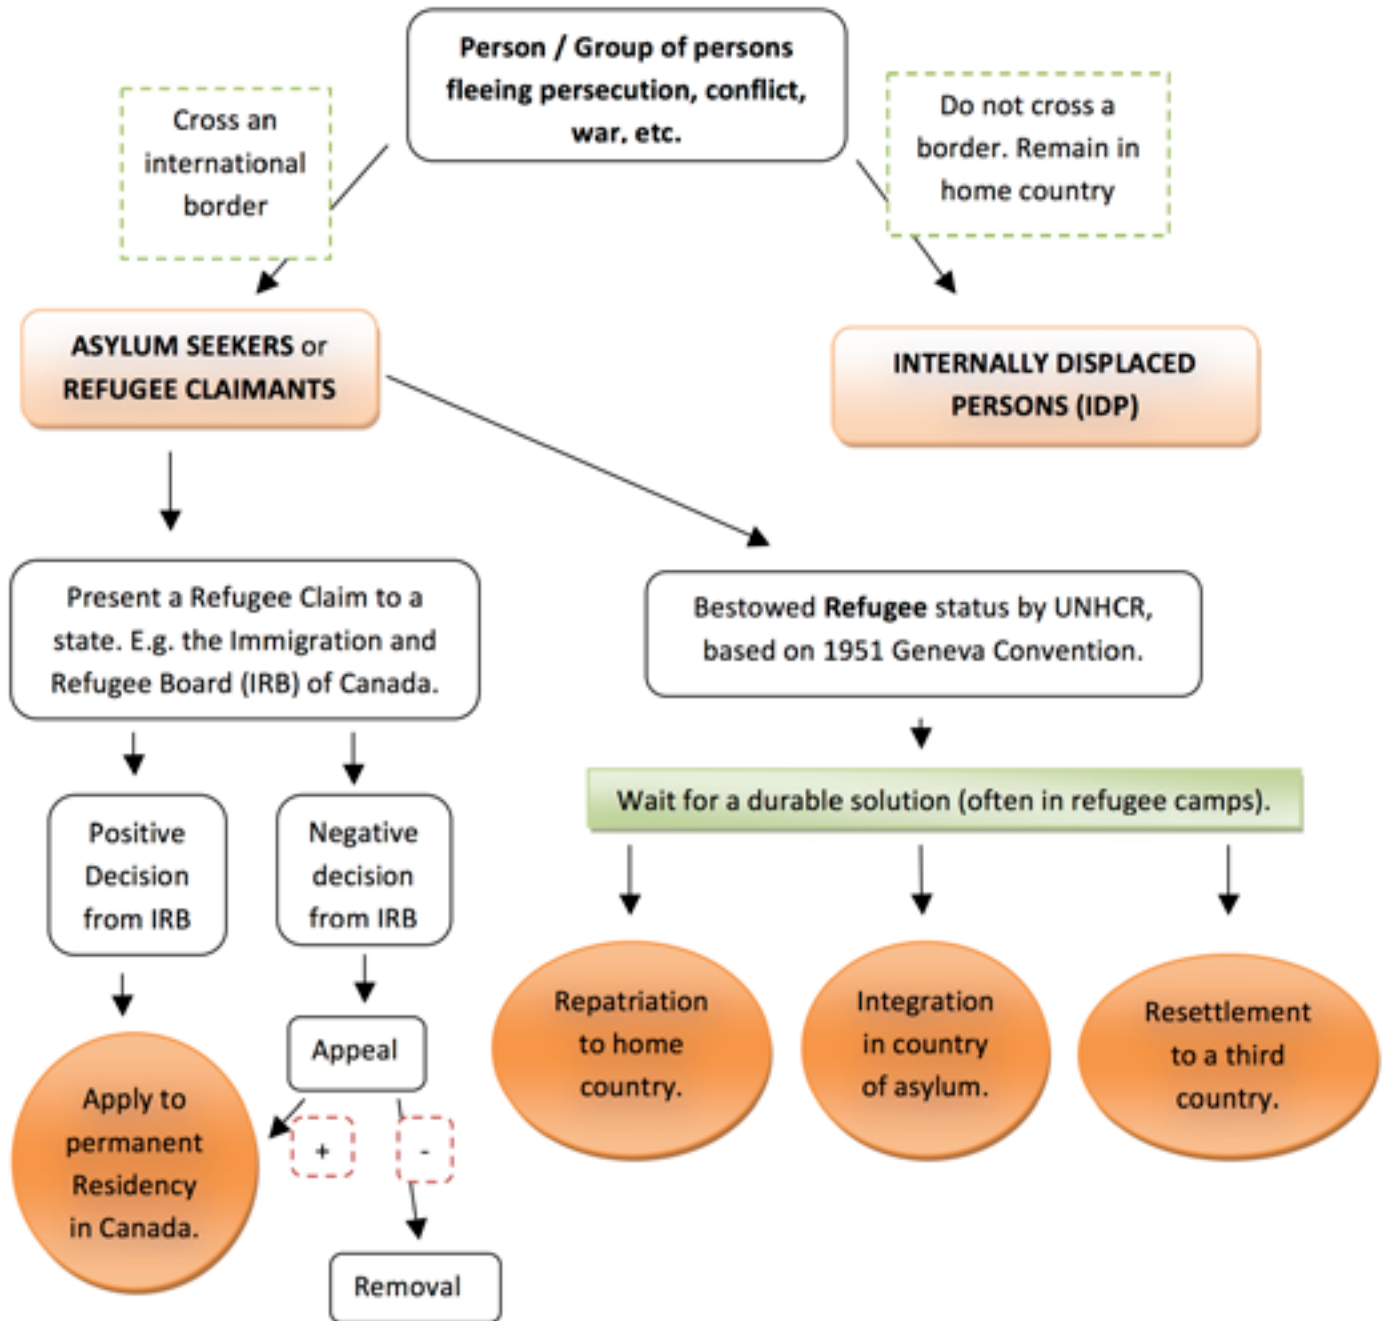 Person / Group of persons
fleeing persecution, conflict,
war, etc.
Cross an
international
border
Do not cross a
border. Remain in
home country
ASYLUM SEEKERS or
REFUGEE CLAIMANTS
INTERNALLY DISPLACED
PERSONS (IDP)
Present a Refugee Claim to a
state. E.g. the Immigration and
Refugee Board (IRB) of Canada.
Bestowed Refugee status by UNHCR,
based on 1951 Geneva Convention.
Wait for a durable solution (often in refugee camps).
Positive
Decision
from IRB
Negative
decision
from IRB
Appeal
+
-
Apply to
permanent
Residency
in Canada.
Removal
Repatriation
to home
country.
Integration
in country
of asylum.
Resettlement
to a third
country.